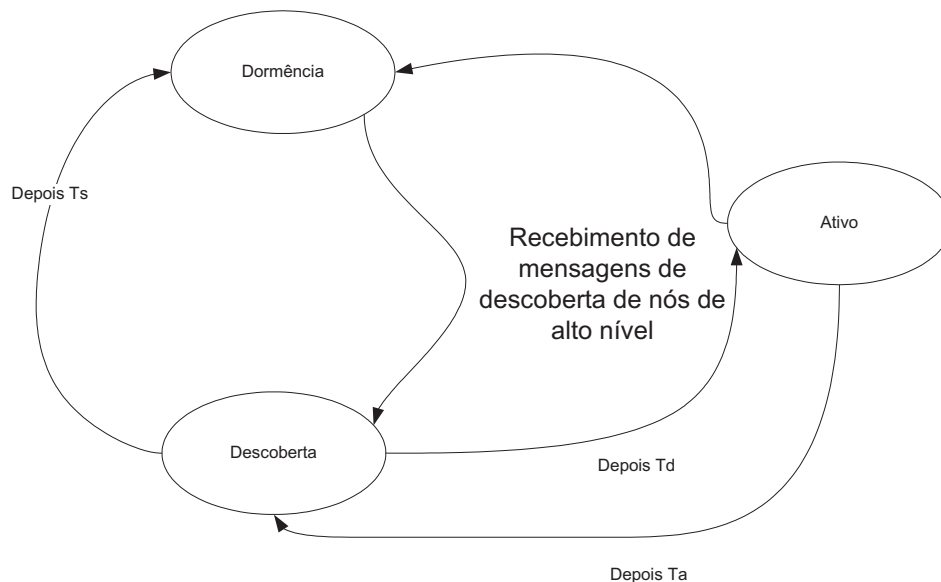 Dormência
Depois Ts
Ativo
Recebimento de
mensagens de
descoberta de nós de
alto nível
Descoberta
Depois Td
Depois Ta